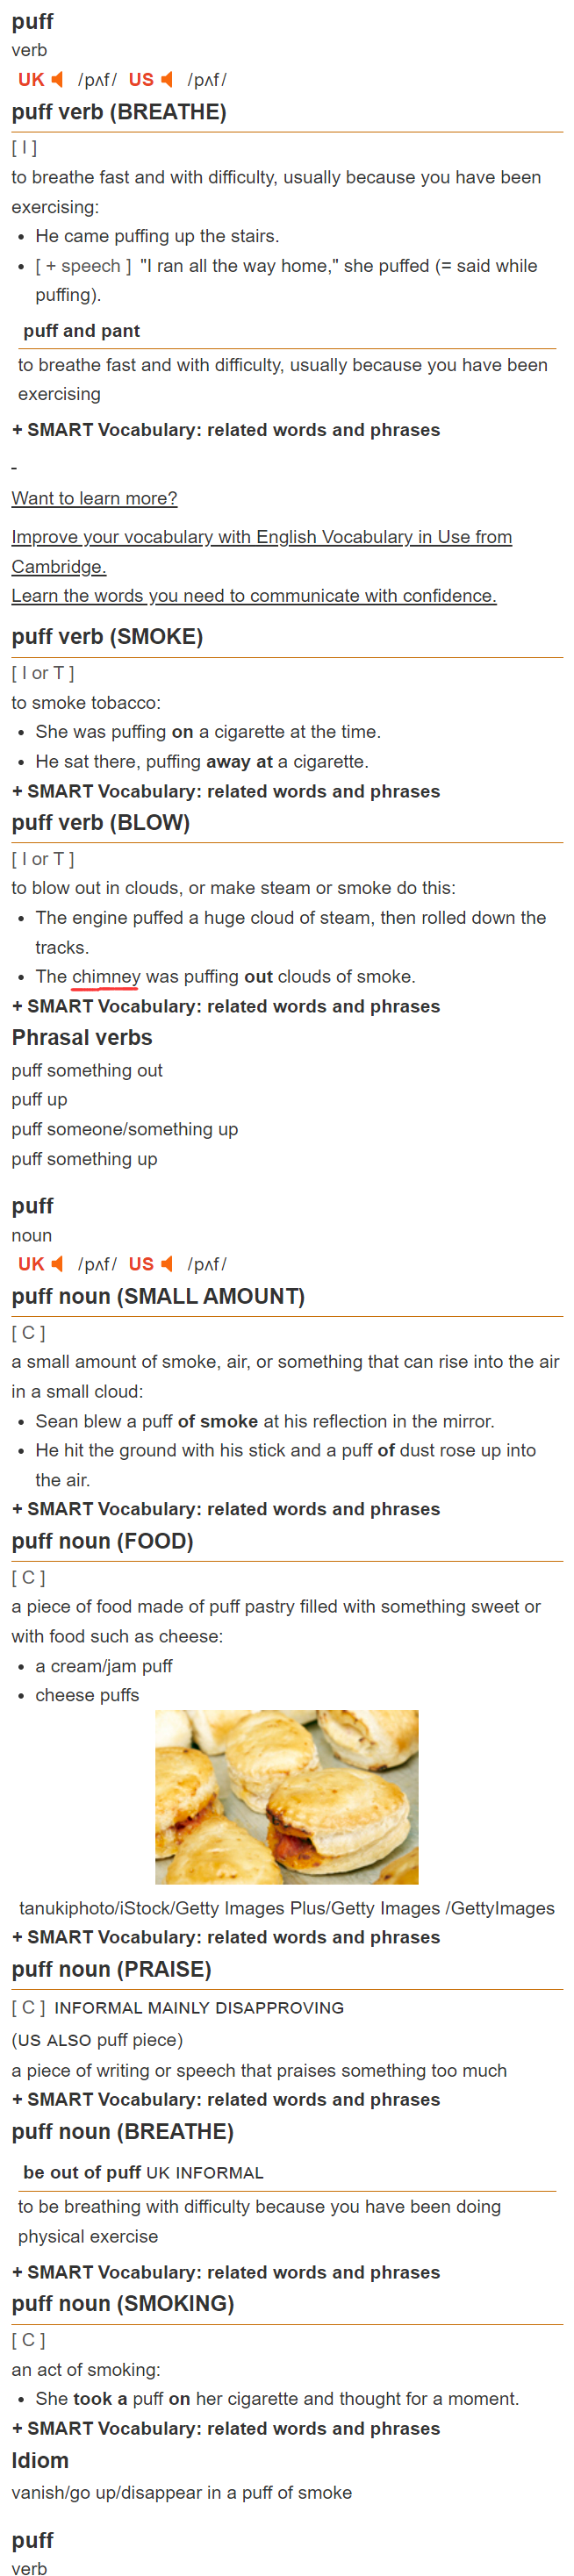 puff
verb
UK /pʌf/ US /pʌf/
puff verb (BREATHE)
[ I ]
to breathe fast and with difficulty, usually because you have been
exercising:
• He came puffing up the stairs.
• [ + speech ] "I ran all the way home," she puffed (= said while
puffing).
puff and pant
to breathe fast and with difficulty, usually because you have been
exercising
+ SMART Vocabulary: related words and phrases
-
Want to learn more?
Improve your vocabulary with English Vocabulary in Use from
Cambridge.
Learn the words you need to communicate with confidence.
puff verb (SMOKE)
[ I or T ]
to smoke tobacco:
• She was puffing on a cigarette at the time.
• He sat there, puffing away at a cigarette.
+ SMART Vocabulary: related words and phrases
puff verb (BLOW)
[ I or T ]
to blow out in clouds, or make steam or smoke do this:
• The engine puffed a huge cloud of steam, then rolled down the
tracks.
• The chimney was puffing out clouds of smoke.
+ SMART Vocabulary: related words and phrases
Phrasal verbs
puff something out
puff up
puff someone/something up
puff something up
puff
noun
UK /pʌf/ US /pʌf/
puff noun (SMALL AMOUNT)
[ C ]
a small amount of smoke, air, or something that can rise into the air
in a small cloud:
• Sean blew a puff of smoke at his reflection in the mirror.
• He hit the ground with his stick and a puff of dust rose up into
the air.
+ SMART Vocabulary: related words and phrases
puff noun (FOOD)
[ C ]
a piece of food made of puff pastry filled with something sweet or
with food such as cheese:
• a cream/jam puff
• cheese puffs
tanukiphoto/iStock/Getty Images Plus/Getty Images /GettyImages
+ SMART Vocabulary: related words and phrases
puff noun (PRAISE)
[ C ] INFORMAL MAINLY DISAPPROVING
(US ALSO puff piece)
a piece of writing or speech that praises something too much
+ SMART Vocabulary: related words and phrases
puff noun (BREATHE)
be out of puff UK INFORMAL
to be breathing with difficulty because you have been doing
physical exercise
+ SMART Vocabulary: related words and phrases
puff noun (SMOKING)
[ C ]
an act of smoking:
• She took a puff on her cigarette and thought for a moment.
+ SMART Vocabulary: related words and phrases
Idiom
vanish/go up/disappear in a puff of smoke
puff
verb